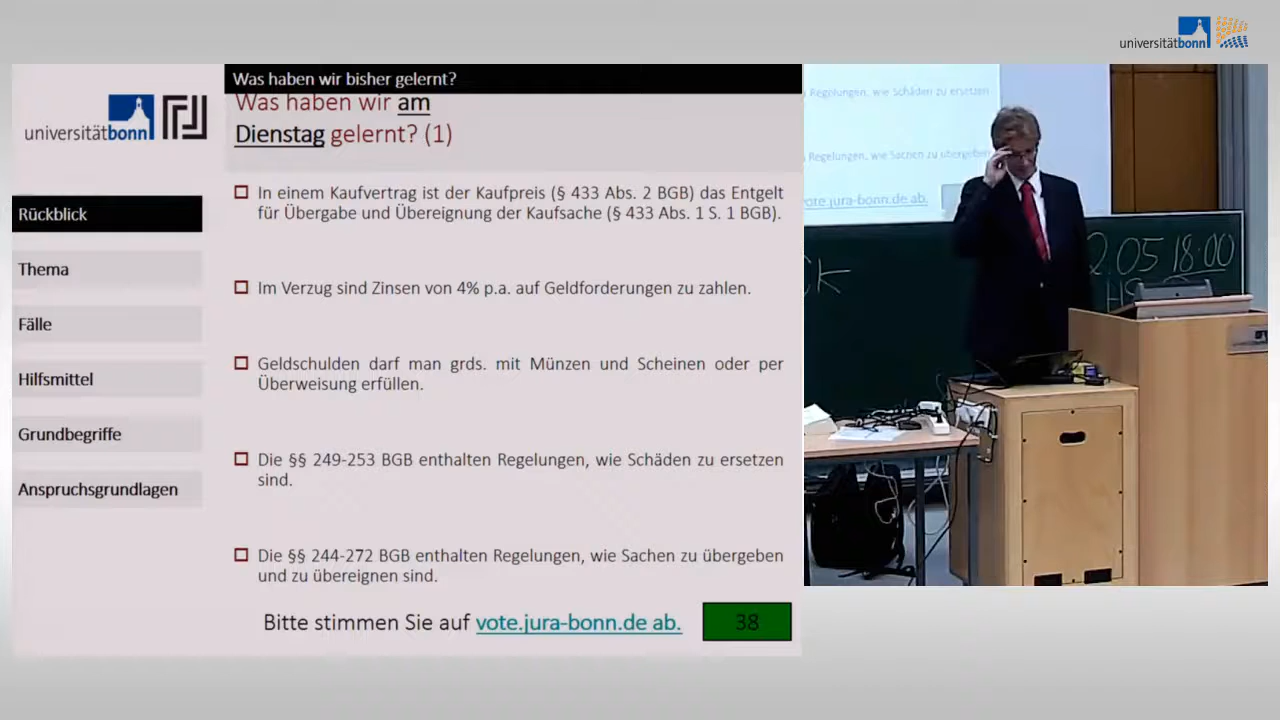 universitätbonn
universitätbonn
Was haben wir bisher gelernt?
Was haben wir am
Dienstag gelernt? (1)
Rückblick
Thema
Fälle
Hilfsmittel
Grundbegriffe
Anspruchsgrundlagen
In einem Kaufvertrag ist der Kaufpreis (§ 433 Abs. 2 BGB) das Entgelt
für Übergabe und Übereignung der Kaufsache (§ 433 Abs. 1 S. 1 BGB).
Im Verzug sind Zinsen von 4% p.a. auf Geldforderungen zu zahlen.
Geldschulden darf man grds. mit Münzen und Scheinen oder per
Überweisung erfüllen.
Die §§ 249-253 BGB enthalten Regelungen, wie Schäden zu ersetzen
sind.
Die §§ 244-272 BGB enthalten Regelungen, wie Sachen zu übergeben
und zu übereignen sind.
Bitte stimmen Sie auf vote.jura-bonn.de ab.
38
Regelungen, wie Schäden zu ersetzen
Regelungen, wie Sachen zu übergeben
vote.jura-bonn.de ab.
2.05 18:00